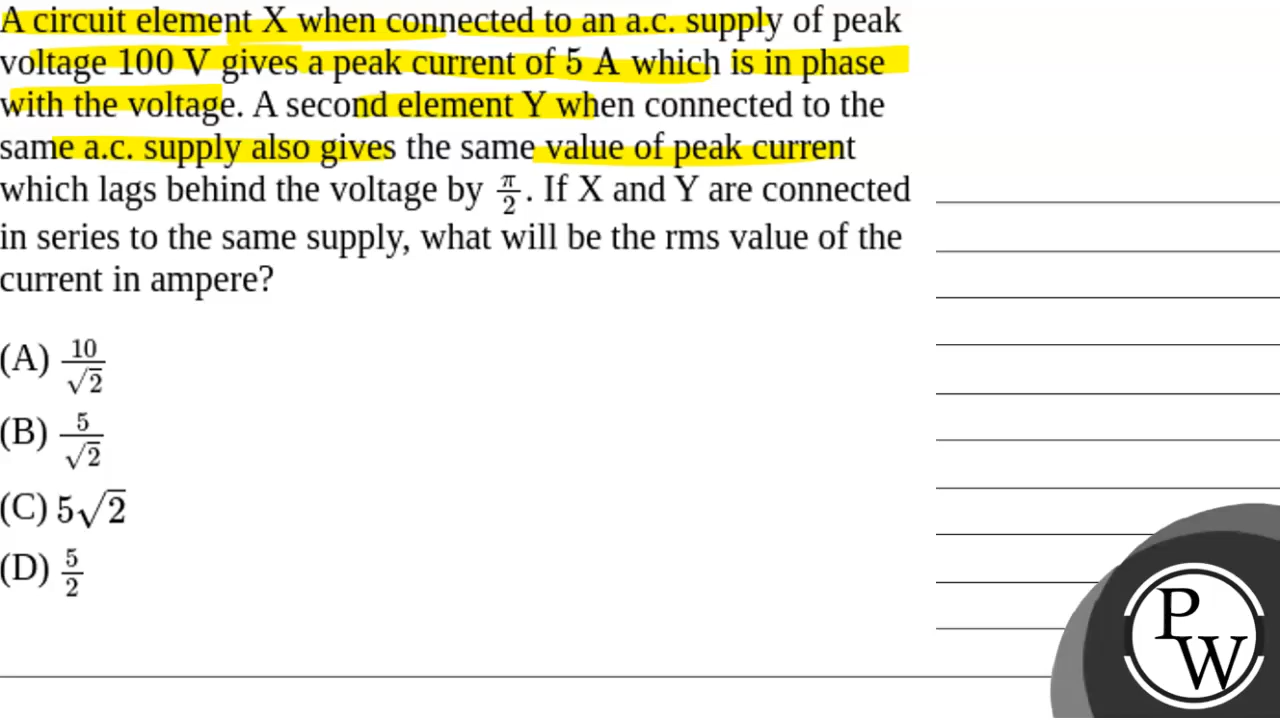 A circuit element X when connected to an a.c. supply of peak
voltage 100 V gives a peak current of 5 A which is in phase
with the voltage. A second element Y when connected to the
same a.c. supply also gives the same value of peak current
which lags behind the voltage by π/2. If X and Y are connected
in series to the same supply, what will be the rms value of the
current in ampere?
(A) 10/√2
(B) 5/√2
(C) 5√2
(D) 5/2
PW